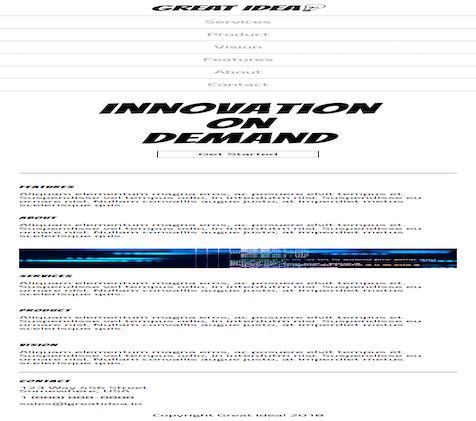 GREAT IDEA
Services
Product
Vision
Features
About
Contact
INNOVATION
ON
DEMAND
Get Started
FEATURES
Aliquam elementum magna eros, ac posuere elvit tempus et.
Suspendisse vel tempus odio, in interdutm nisi. Suspendisse eu
ornare nisl. Nullam convallis augue justo, at imperdiet metus
scelerisque quis.
ABOUT
Aliquam elementum magna eros, ac posuere elvit tempus et.
Suspendisse vel tempus odio, in interdutm nisi. Suspendisse eu
ornare nisl. Nullam convallis augue justo, at imperdiet metus
scelerisque quis.
SERVICES
Aliquam elementum magna eros, ac posuere elvit tempus et.
Suspendisse vel tempus odio, in interdutm nisi. Suspendisse eu
ornare nisl. Nullam convallis augue justo, at imperdiet metus
scelerisque quis.
PRODUCT
Aliquam elementum magna eros, ac posuere elvit tempus et.
Suspendisse vel tempus odio, in interdutm nisi. Suspendisse eu
ornare nisl. Nullam convallis augue justo, at imperdiet metus
scelerisque quis.
VISION
Aliquam elementum magna eros, ac posuere elvit tempus et.
Suspendisse vel tempus odio, in interdutm nisi. Suspendisse eu
ornare nisl. Nullam convallis augue justo, at imperdiet metus
scelerisque quis.
CONTACT
123 Way 456 Street
Somewhere, USA
1 (888) 888-8888
sales@greatidea.io
Copyright Great Idea! 2018